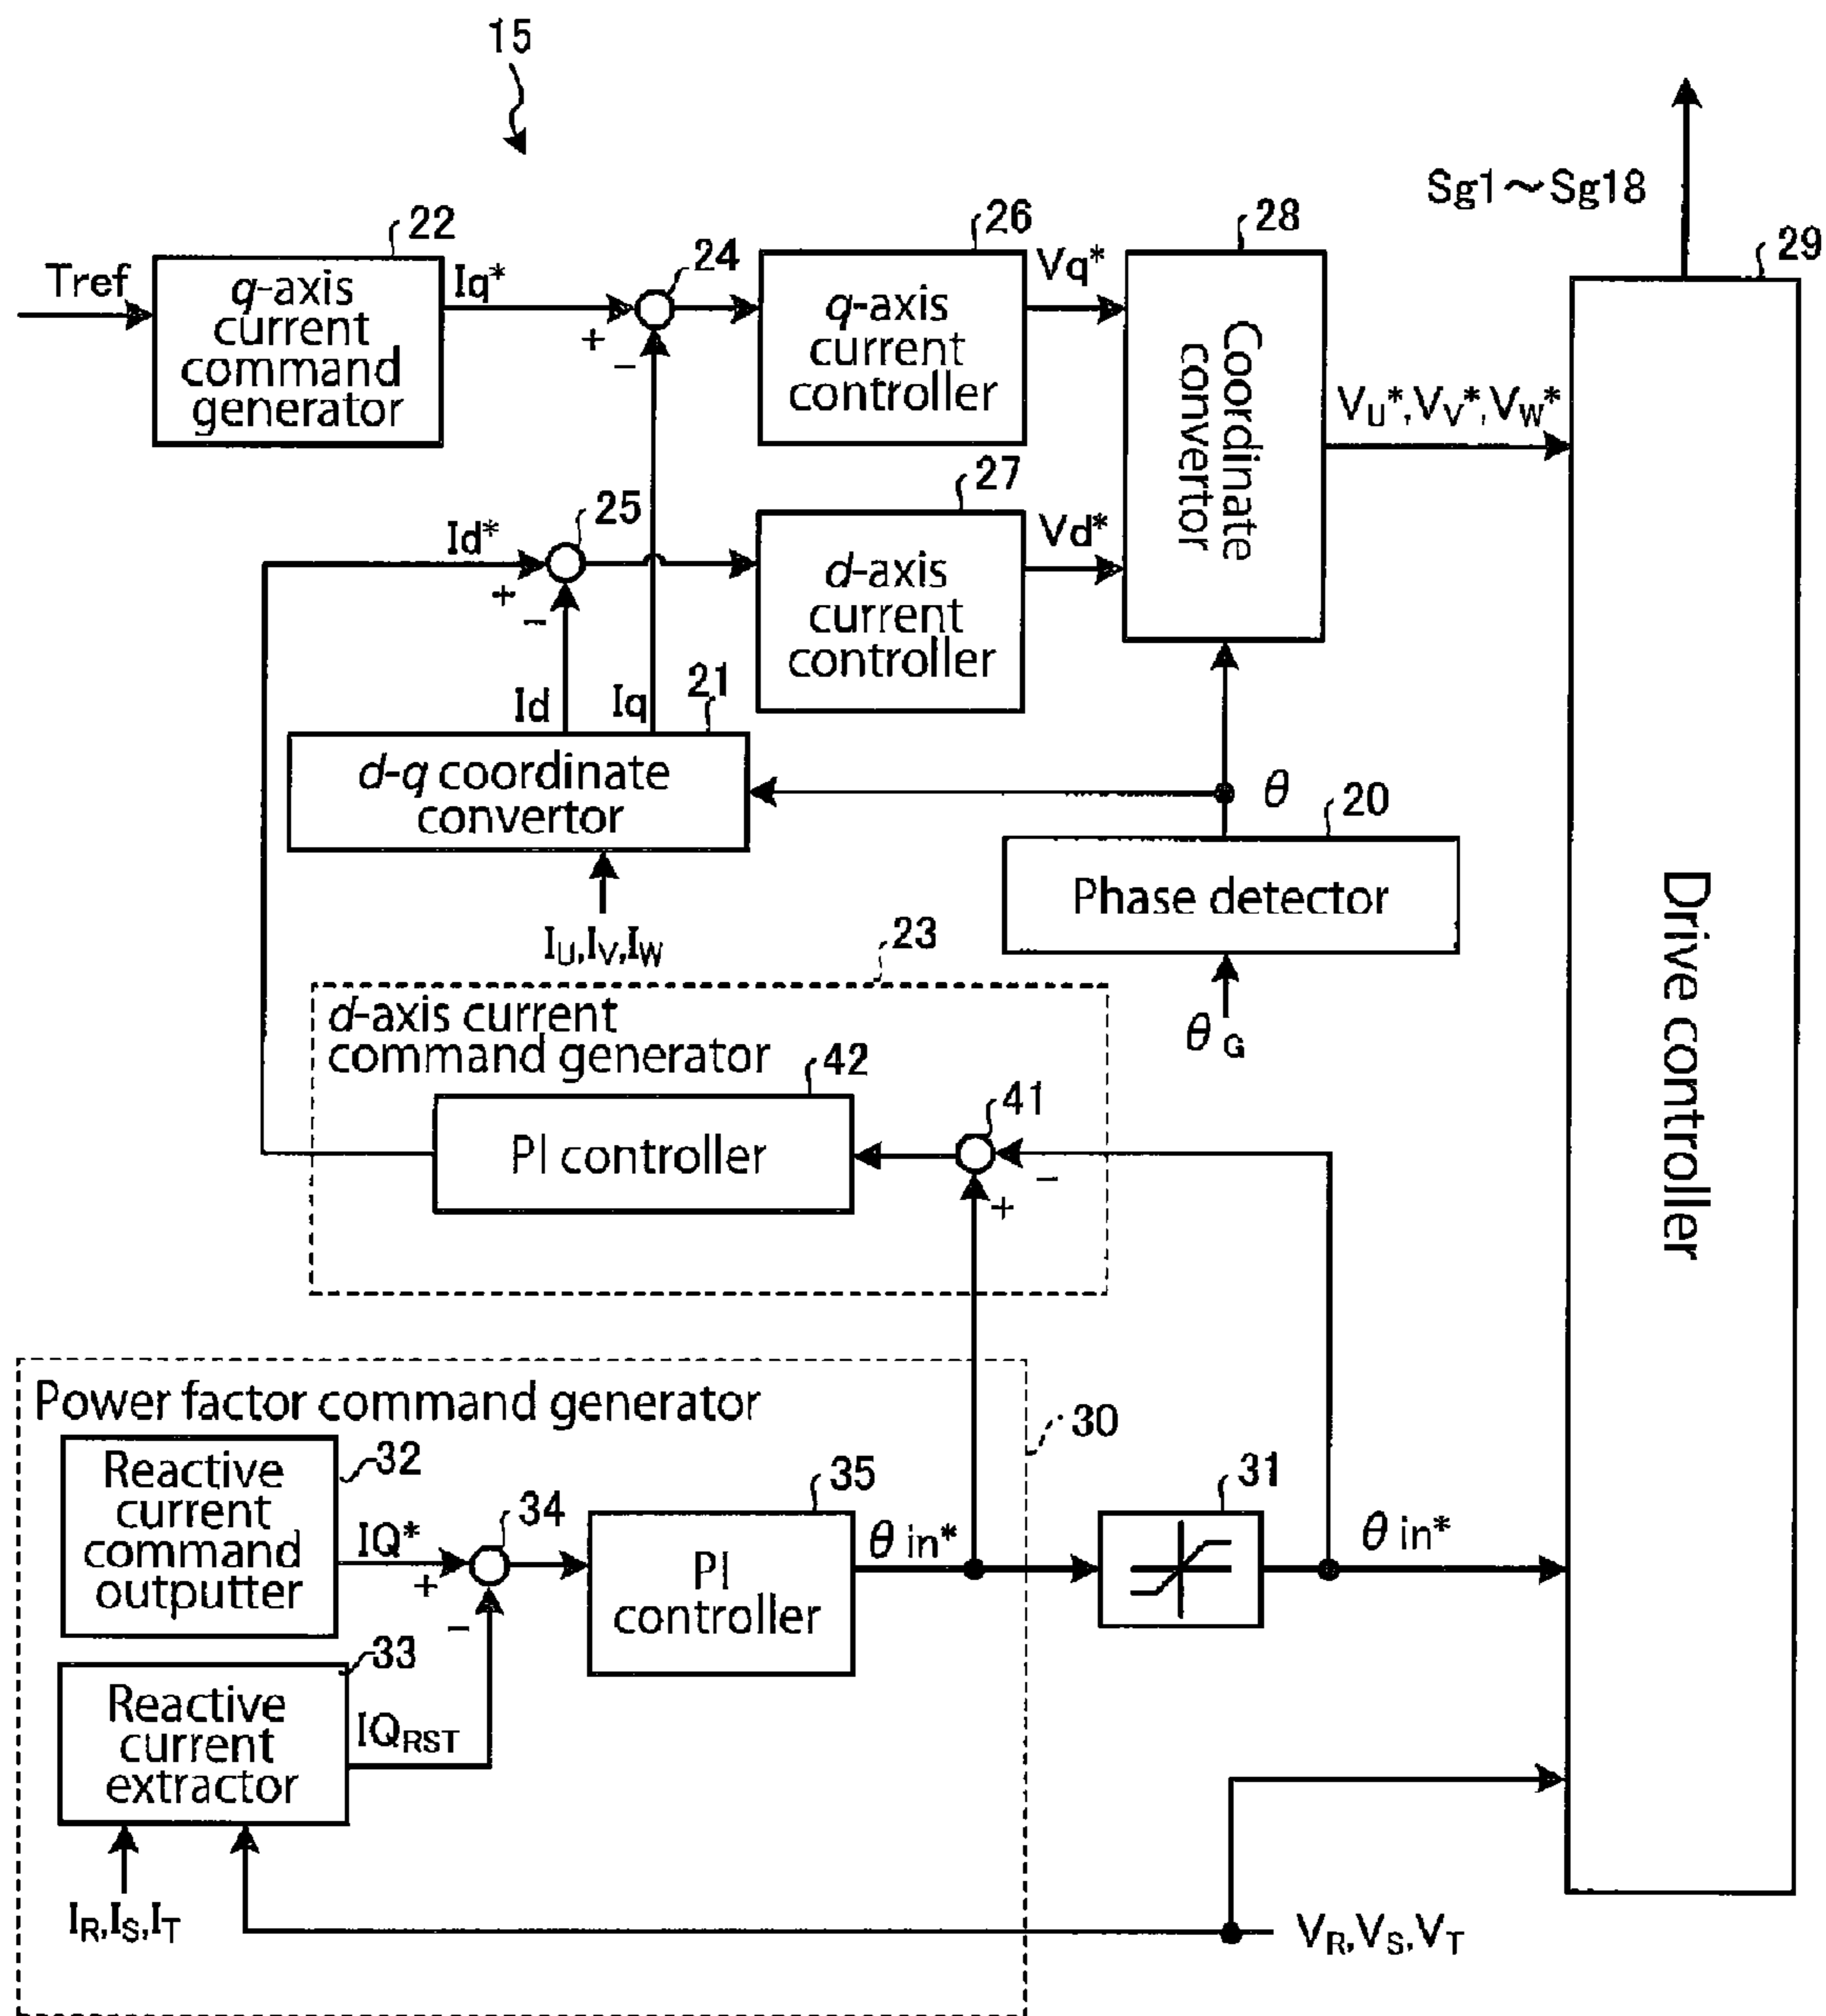 15
Sg1~Sg18
22
24
26
28
29
Tref
q-axis
current
command
generator
Iq*
+
−
q-axis
current
controller
Vq*
Coordinate
convertor
VU*,VV*,VW*
25
27
Id*
+
−
d-axis
current
controller
Vd*
Id
Iq
21
d-q coordinate
convertor
θ
20
Phase detector
IU,IV,IW
θG
23
d-axis current
command generator
42
41
PI controller
−
+
Drive controller
Power factor command generator
30
Reactive
current
command
outputter
32
IQ*
34
+
−
35
PI
controller
θ in*
31
θ in*
33
Reactive
current
extractor
IQRST
IR,IS,IT
VR,VS,VT